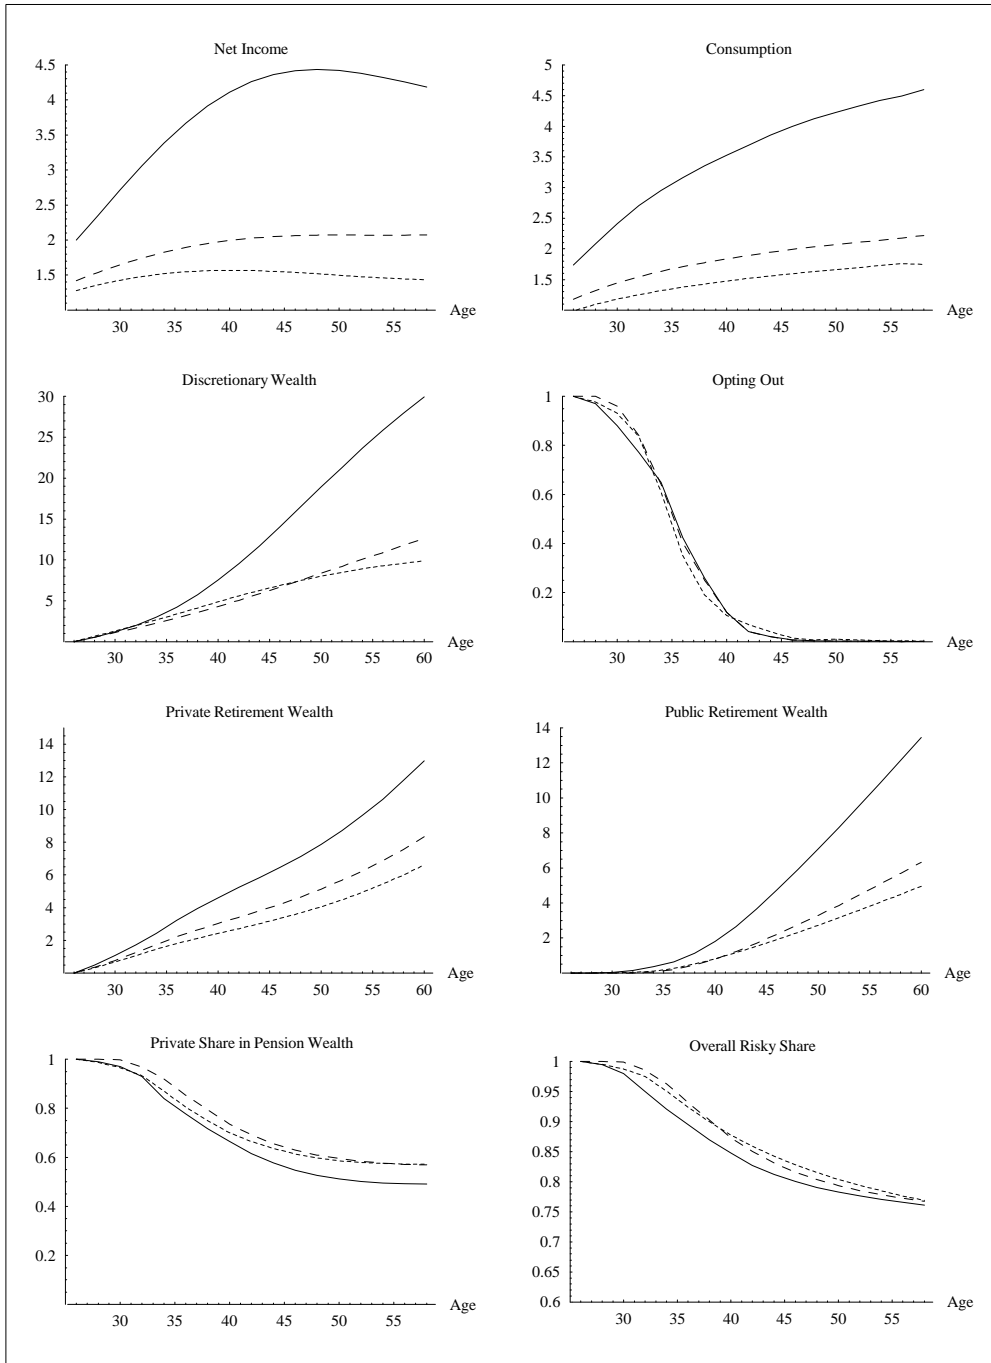 Net Income
4.5
4
3.5
3
2.5
2
1.5
30 35 40 45 50 55
Age
Consumption
5
4.5
4
3.5
3
2.5
2
1.5
30 35 40 45 50 55
Age
Discretionary Wealth
30
25
20
15
10
5
30 35 40 45 50 55 60
Age
Opting Out
1
0.8
0.6
0.4
0.2
30 35 40 45 50 55
Age
Private Retirement Wealth
14
12
10
8
6
4
2
30 35 40 45 50 55 60
Age
Public Retirement Wealth
14
12
10
8
6
4
2
30 35 40 45 50 55 60
Age
Private Share in Pension Wealth
1
0.8
0.6
0.4
0.2
30 35 40 45 50 55
Age
Overall Risky Share
1
0.95
0.9
0.85
0.8
0.75
0.7
0.65
0.6
30 35 40 45 50 55
Age